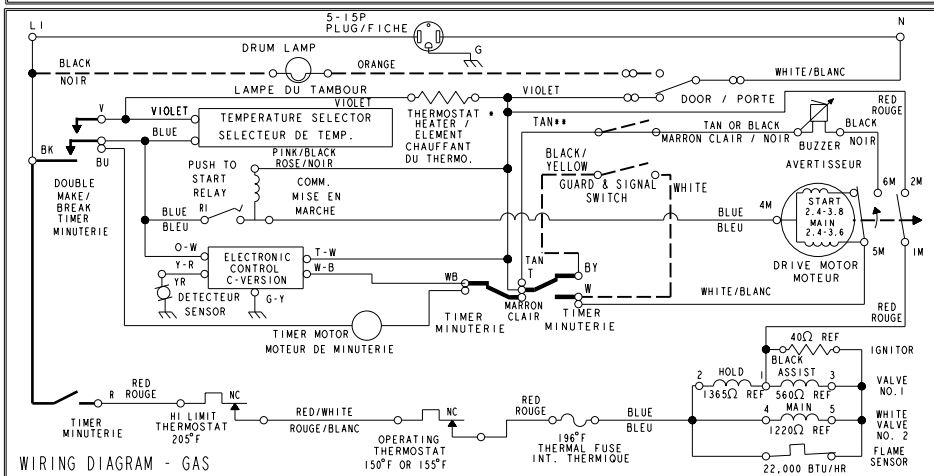 5-15P
PLUG/FICHE
L1
N
G
DRUM LAMP
BLACK
NOIR
ORANGE
WHITE/BLANC
LAMPE DU TAMBOUR
V
VIOLET
VIOLET
VIOLET
DOOR / PORTE
RED
ROUGE
TEMPERATURE SELECTOR
SELECTEUR DE TEMP.
THERMOSTAT *
HEATER /
ELEMENT
CHAUFFANT
DU THERMO.
TAN**
TAN OR BLACK
MARRON CLAIR / NOIR
BUZZER
BLACK
NOIR
AVERTISSEUR
BLUE
BK
BU
PINK/BLACK
ROSE/NOIR
BLACK/
YELLOW
GUARD & SIGNAL
SWITCH
WHITE
DOUBLE
MAKE/
BREAK
TIMER
MINUTERIE
PUSH TO
START
RELAY
R1
COMM.
MISE EN
MARCHE
6M
2M
BLUE
BLEU
BLUE
BLEU
4M
START
2.4-3.8
MAIN
2.4-3.6
5M
1M
DRIVE MOTOR
MOTEUR
O-W
Y-R
YR
ELECTRONIC
CONTROL
C-VERSION
T-W
W-B
G-Y
DETECTEUR
SENSOR
WB
TAN
T
BY
W
MARRON
CLAIR
WHITE/BLANC
TIMER
MINUTERIE
TIMER
MINUTERIE
RED
ROUGE
TIMER MOTOR
MOTEUR DE MINUTERIE
40Ω REF
IGNITOR
BLACK
2
HOLD
1
ASSIST
3
1365Ω REF
560Ω REF
VALVE
NO.1
4
MAIN
5
1220Ω REF
WHITE
VALVE
NO. 2
FLAME
SENSOR
22,000 BTU/HR
R
RED
ROUGE
NC
TIMER
MINUTERIE
HI LIMIT
THERMOSTAT
205°F
RED/WHITE
ROUGE/BLANC
NC
OPERATING
THERMOSTAT
150°F OR 155°F
RED
ROUGE
196°F
THERMAL FUSE
INT. THERMIQUE
BLUE
BLEU
WIRING DIAGRAM - GAS